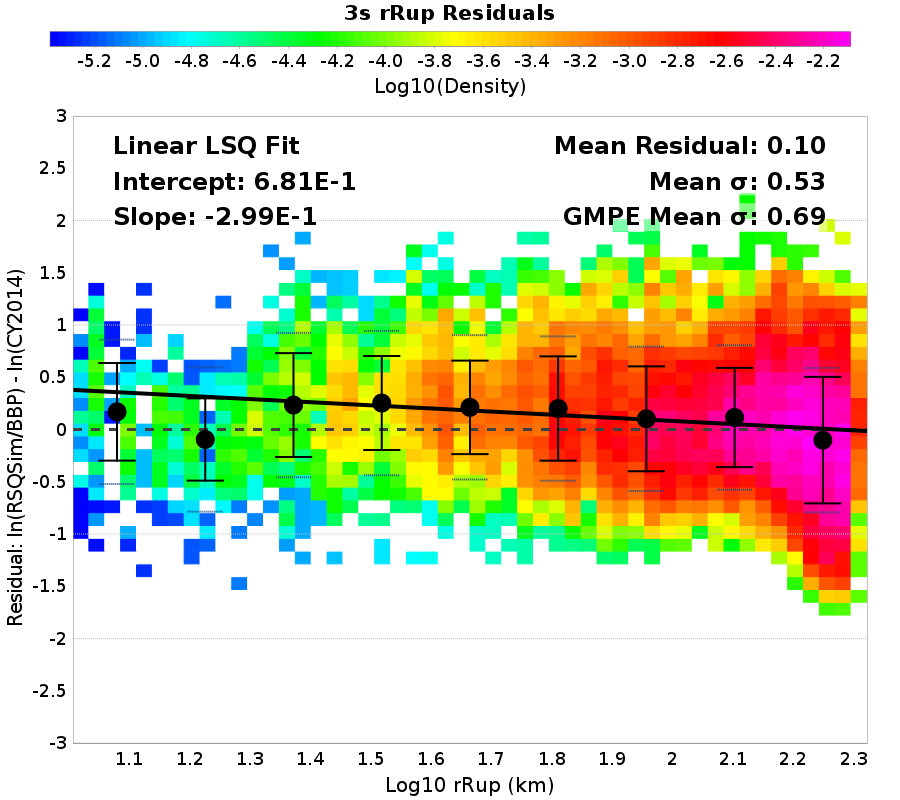 3s rRup Residuals
-5.2 -5.0 -4.8 -4.6 -4.4 -4.2 -4.0 -3.8 -3.6 -3.4 -3.2 -3.0 -2.8 -2.6 -2.4 -2.2
Log10(Density)
Linear LSQ Fit
Intercept: 6.81E-1
Slope: -2.99E-1
Mean Residual: 0.10
Mean σ: 0.53
GMPE Mean σ: 0.69
Residual: ln(RSQSim/BBP) - ln(CY2014)
3
2.5
2
1.5
1
0.5
0
-0.5
-1
-1.5
-2
-2.5
-3
1.1 1.2 1.3 1.4 1.5 1.6 1.7 1.8 1.9 2 2.1 2.2 2.3
Log10 rRup (km)